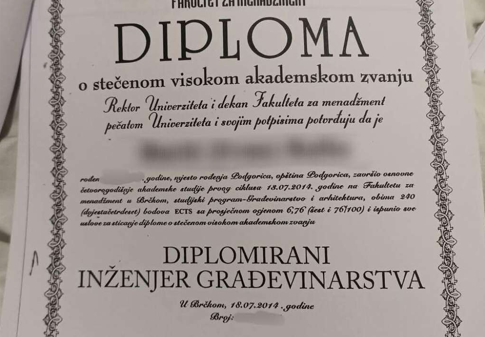 FAKULTET ZA MENADŽMENT
DIPLOMA
o stečenom visokom akademskom zvanju
Rektor Univerziteta i dekan Fakulteta za menadžment
pečatom Univerziteta i svojim potpisima potvrđuju da je
rođen godine, mjesto rođenja Podgorica, opština Podgorica, završio osnovne
četvorogodišnje akademske studije prvog ciklusa 18.07.2014. godine na Fakultetu za
menadžment u Brčkom, studijski program-Građevinarstvo i arhitektura, obima 240
(dvjestačetrdeset) bodova ECTS sa prosječnom ocjenom 6,76 (šest i 76/100) i ispunio sve
uslove za sticanje diplome o stečenom visokom akademskom zvanju
DIPLOMIRANI
INŽENJER GRAĐEVINARSTVA
U Brčkom, 18.07.2014 .godine
Broj: